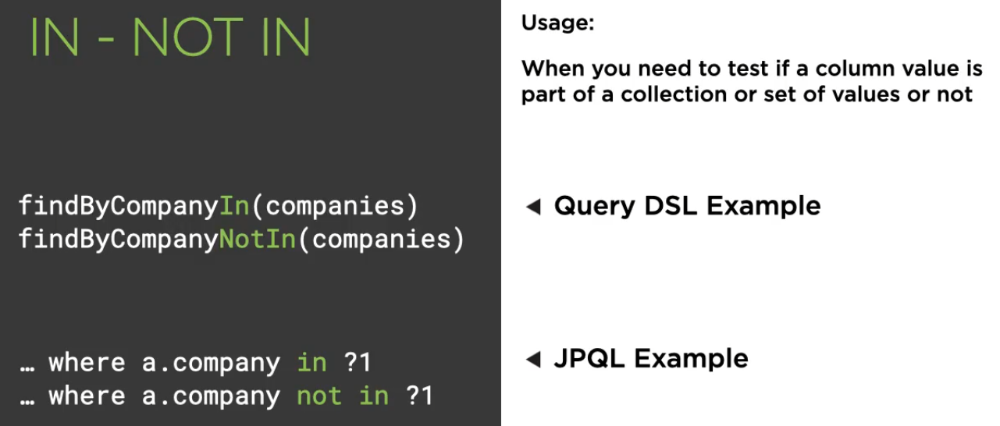 IN - NOT IN
findByCompanyIn(companies)
findByCompanyNotIn(companies)
… where a.company in ?1
… where a.company not in ?1
Usage:
When you need to test if a column value is
part of a collection or set of values or not
Query DSL Example
JPQL Example